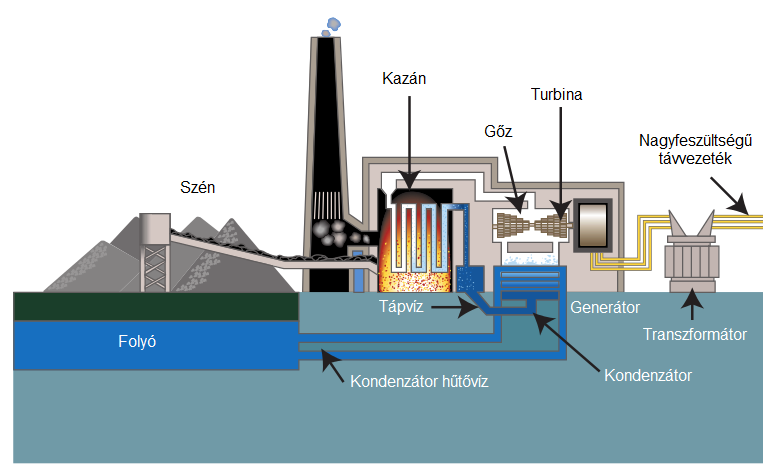 Kazán
Turbina
Gőz
Nagyfeszültségű
távvezeték
Szén
Tápvíz
Generátor
Folyó
Transzformátor
Kondenzátor hűtővíz
Kondenzátor